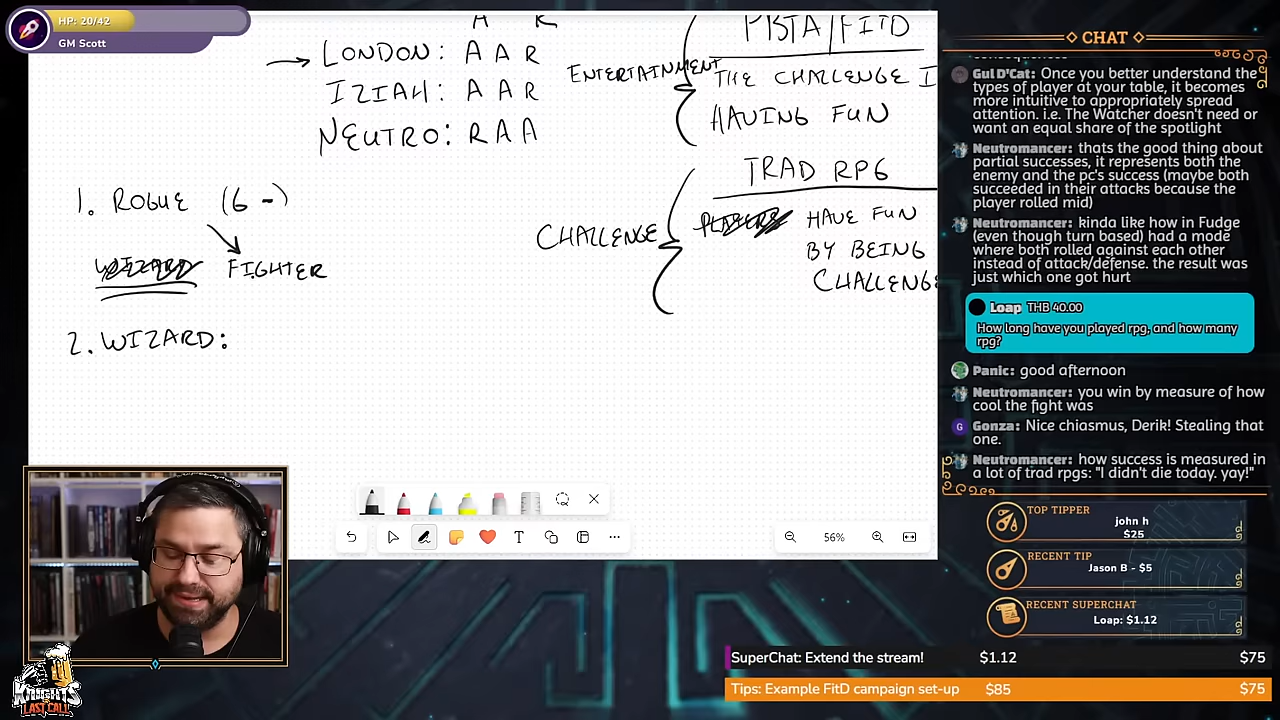 HP: 20/42
GM Scott
A R
LONDON: A A R
IZIAH: A A R
NEUTRO: R A A
1. ROGUE (6 -)
WIZARD FIGHTER
2. WIZARD:
PBTA/FITD
ENTERTAINMENT
THE CHALLENGE I
HAVING FUN
TRAD RPG
CHALLENGE
PLAYERS HAVE FUN
BY BEING
CHALLENGE
56%
CHAT
consequences
Gul D'Cat: Once you better understand the
types of player at your table, it becomes
more intuitive to appropriately spread
attention. i.e. The Watcher doesn't need or
want an equal share of the spotlight
Neutromancer: thats the good thing about
partial successes, it represents both the
enemy and the pc's success (maybe both
succeeded in their attacks because the
player rolled mid)
Neutromancer: kinda like how in Fudge
(even though turn based) had a mode
where both rolled against each other
instead of attack/defense. the result was
just which one got hurt
Loap THB 40.00
How long have you played rpg, and how many
rpg?
Panic: good afternoon
Neutromancer: you win by measure of how
cool the fight was
G Gonza: Nice chiasmus, Derik! Stealing that
one.
Neutromancer: how success is measured in
a lot of trad rpgs: "I didn't die today. yay!"
TOP TIPPER
john h
$25
RECENT TIP
Jason B - $5
RECENT SUPERCHAT
Loap: $1.12
SuperChat: Extend the stream! $1.12 $75
Tips: Example FitD campaign set-up $85 $75
KNIGHTS
LAST CALL